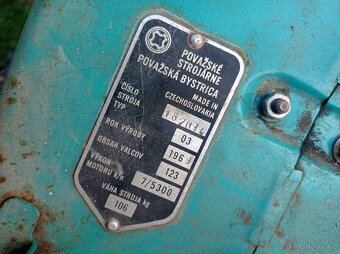 POVAŽSKÉ
STROJÁRNE
POVAŽSKÁ BYSTRICA
MADE IN
CZECHOSLOVAKIA
ČÍSLO
STROJA
TYP 03
ROK VÝROBY
OBSAH VALCOV 123
VÝKON
MOTORU k/s 7/5300
VÁHA STROJA kg
106